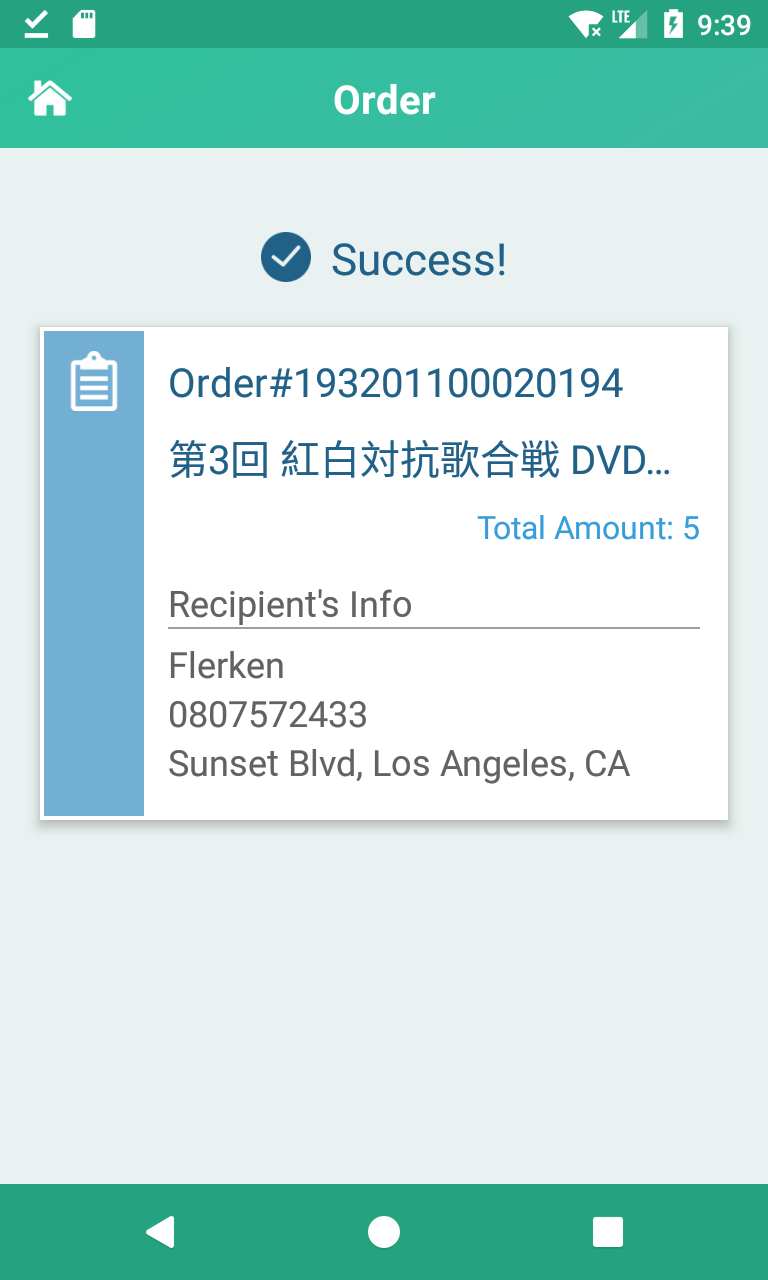 LTE 9:39
Order
Success!
Order#193201100020194
第3回 紅白対抗歌合戦 DVD...
Total Amount: 5
Recipient's Info
Flerken
0807572433
Sunset Blvd, Los Angeles, CA